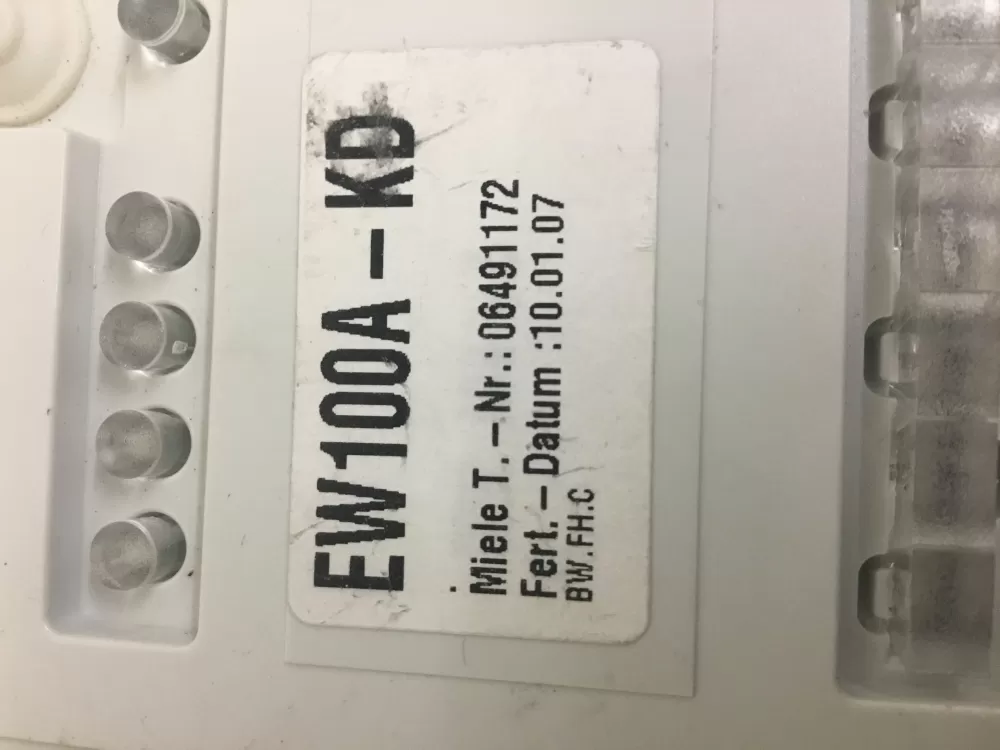 EW100A-KD
Miele T.-Nr.: 06491172
Fert.-Datum :10.01.07
BW.FH.C